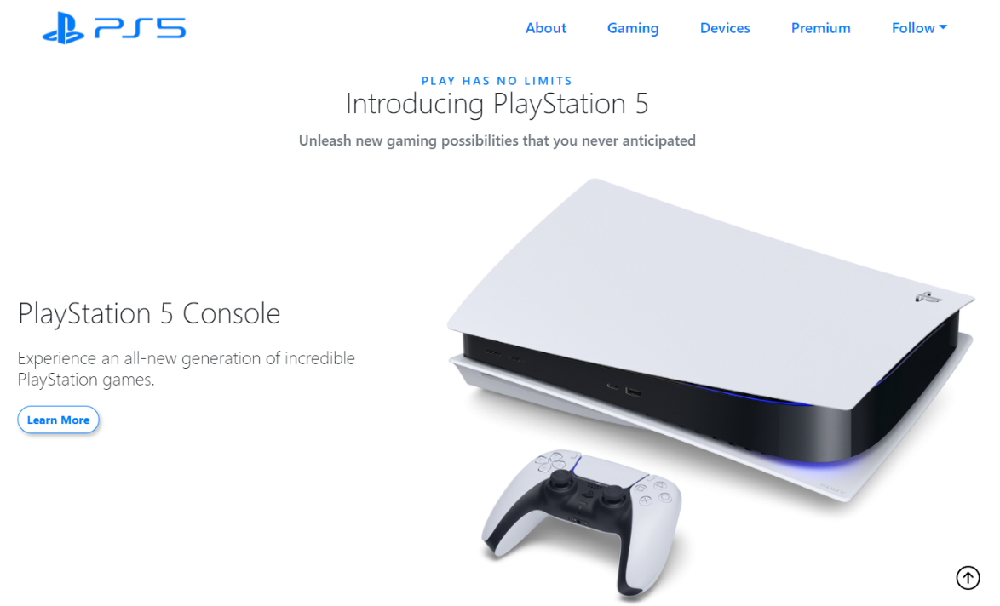 PS5
About
Gaming
Devices
Premium
Follow
PLAY HAS NO LIMITS
Introducing PlayStation 5
Unleash new gaming possibilities that you never anticipated
PlayStation 5 Console
Experience an all-new generation of incredible
PlayStation games.
Learn More
SONY